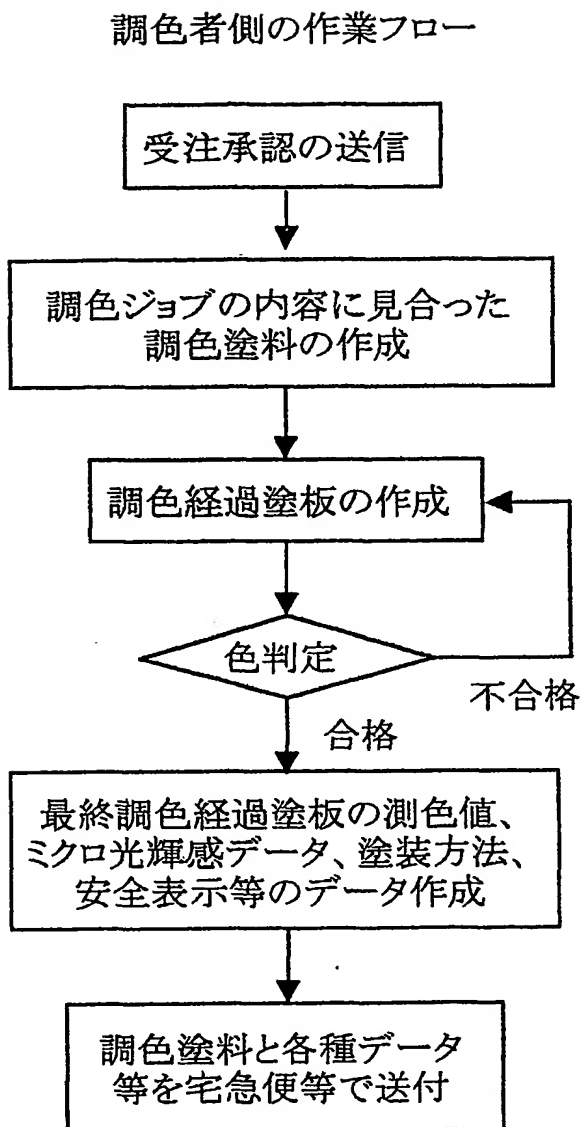 調色者側の作業フロー
受注承認の送信
調色ジョブの内容に見合った
調色塗料の作成
調色経過塗板の作成
色判定
不合格
合格
最終調色経過塗板の測色値、
ミクロ光輝感データ、塗装方法、
安全表示等のデータ作成
調色塗料と各種データ
等を宅急便等で送付